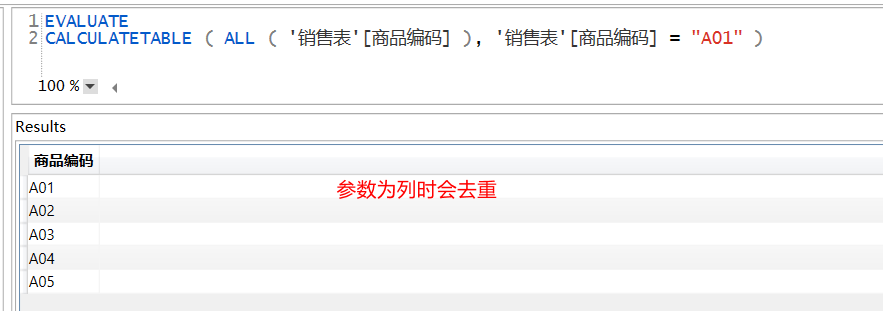 1 EVALUATE
2 CALCULATETABLE ( ALL ( '销售表'[商品编码] ), '销售表'[商品编码] = "A01" )
100 %
Results
商品编码
A01
参数为列时会去重
A02
A03
A04
A05